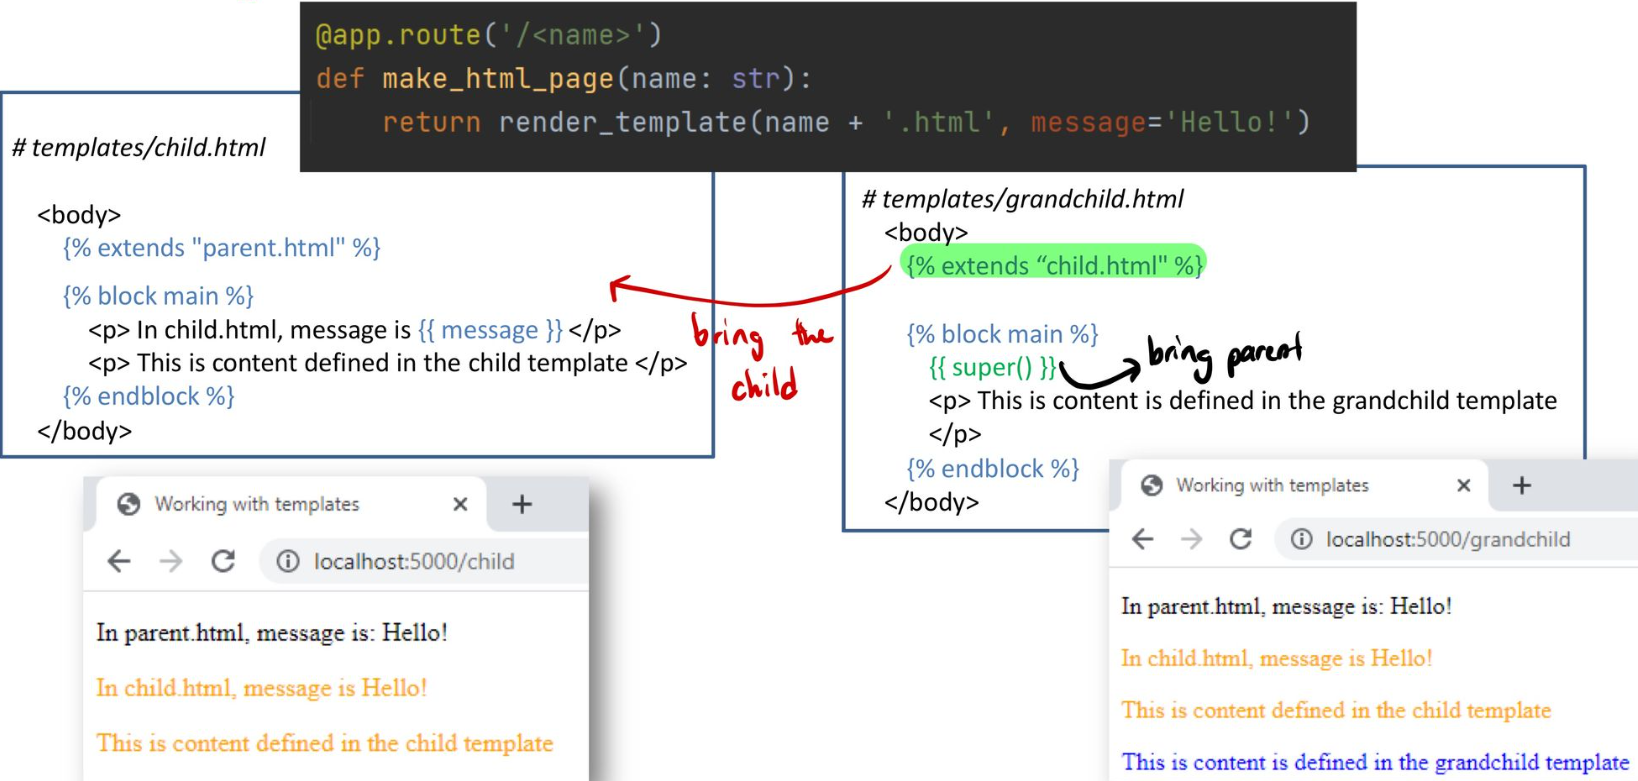 @app.route('/<name>')
def make_html_page(name: str):
return render_template(name + '.html', message='Hello!')
# templates/child.html
<body>
{% extends "parent.html" %}
{% block main %}
<p> In child.html, message is {{ message }} </p>
<p> This is content defined in the child template </p>
{% endblock %}
</body>
bring the
child
# templates/grandchild.html
<body>
{% extends “child.html" %}
{% block main %}
{{ super() }}
bring parent
<p> This is content is defined in the grandchild template
</p>
{% endblock %}
</body>
Working with templates
localhost:5000/child
In parent.html, message is: Hello!
In child.html, message is Hello!
This is content defined in the child template
Working with templates
localhost:5000/grandchild
In parent.html, message is: Hello!
In child.html, message is Hello!
This is content defined in the child template
This is content is defined in the grandchild template